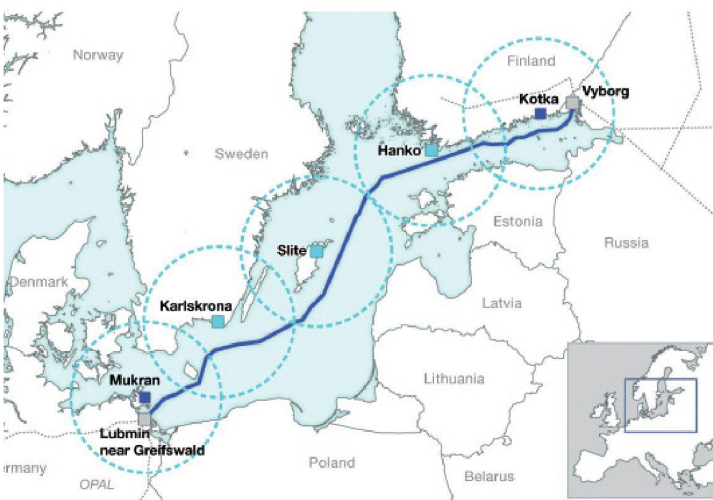 Norway
Finland
Kotka
Vyborg
Hanko
Sweden
Estonia
Russia
Slite
Denmark
Karlskrona
Latvia
Mukran
Lithuania
Lubmin
near Greifswald
ermany
Poland
OPAL
Belarus